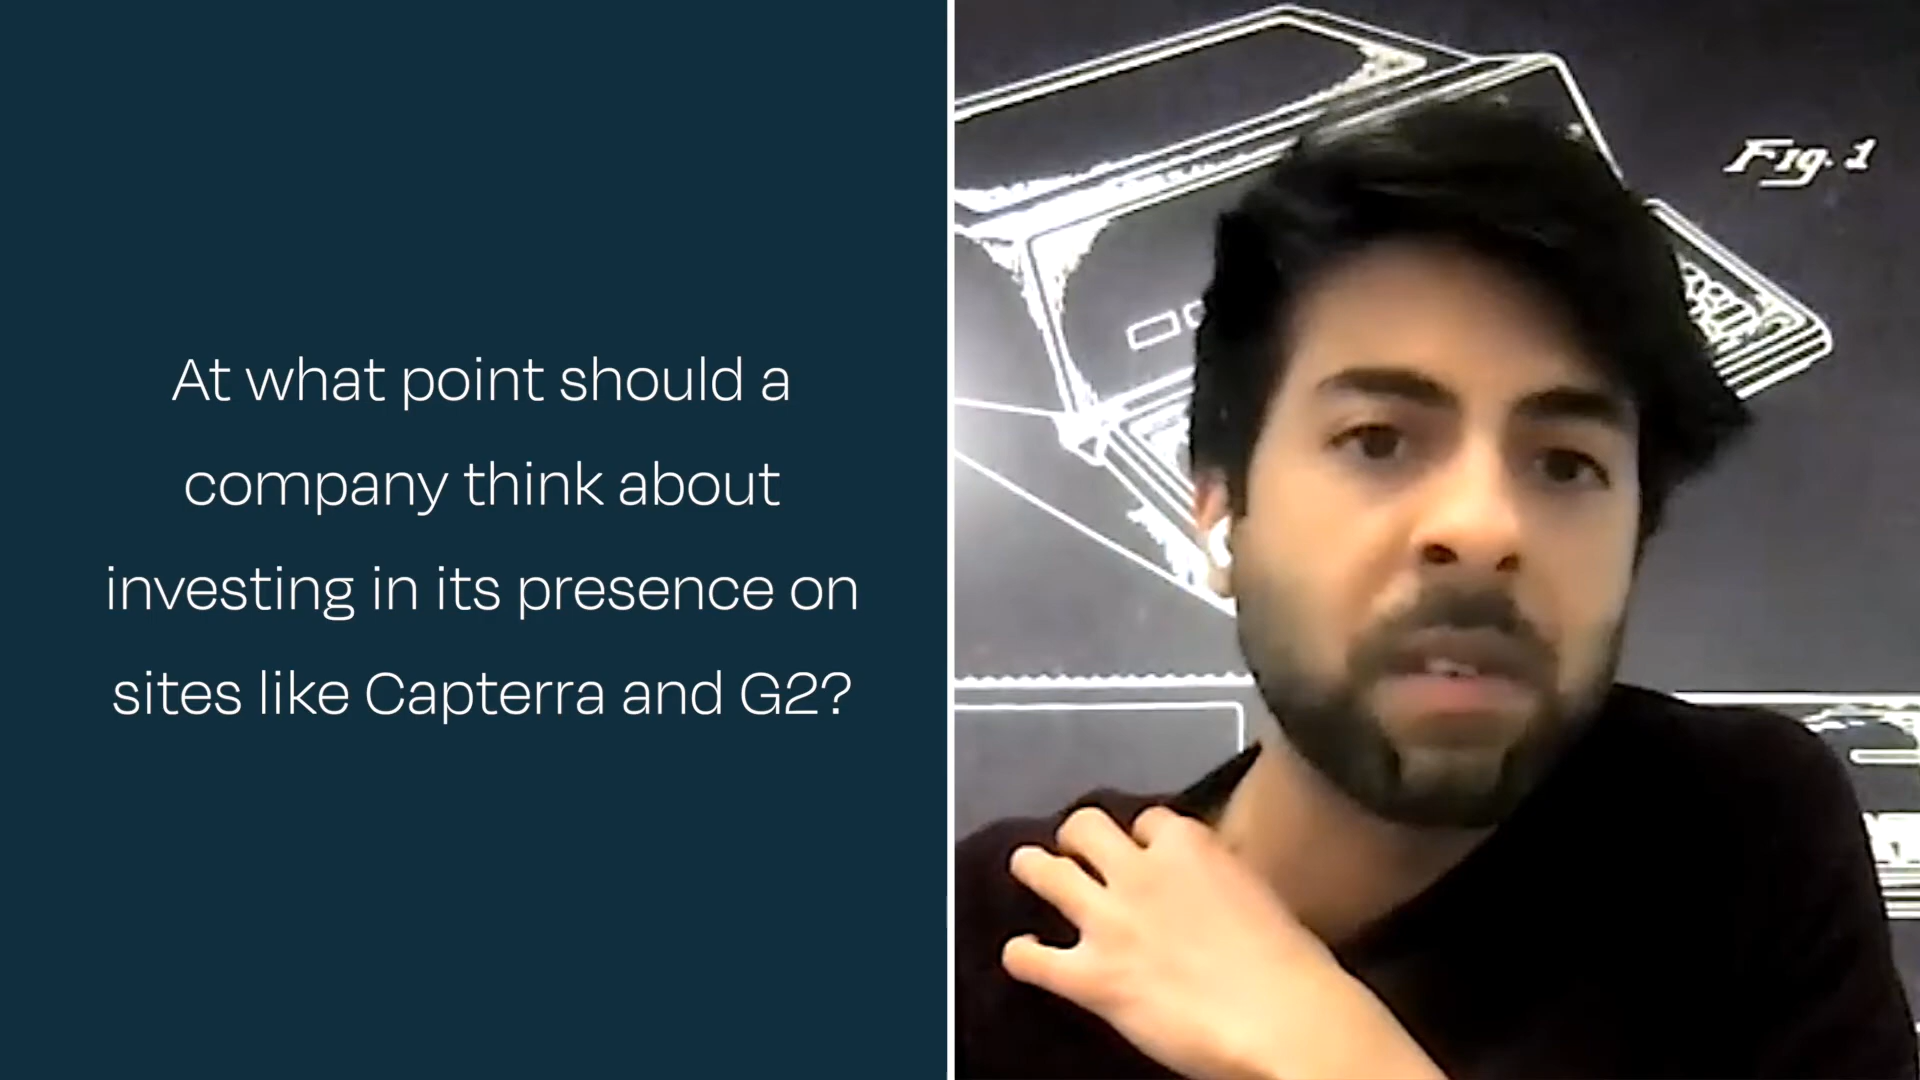 At what point should a
company think about
investing in its presence on
sites like Capterra and G2?
Fig. 1